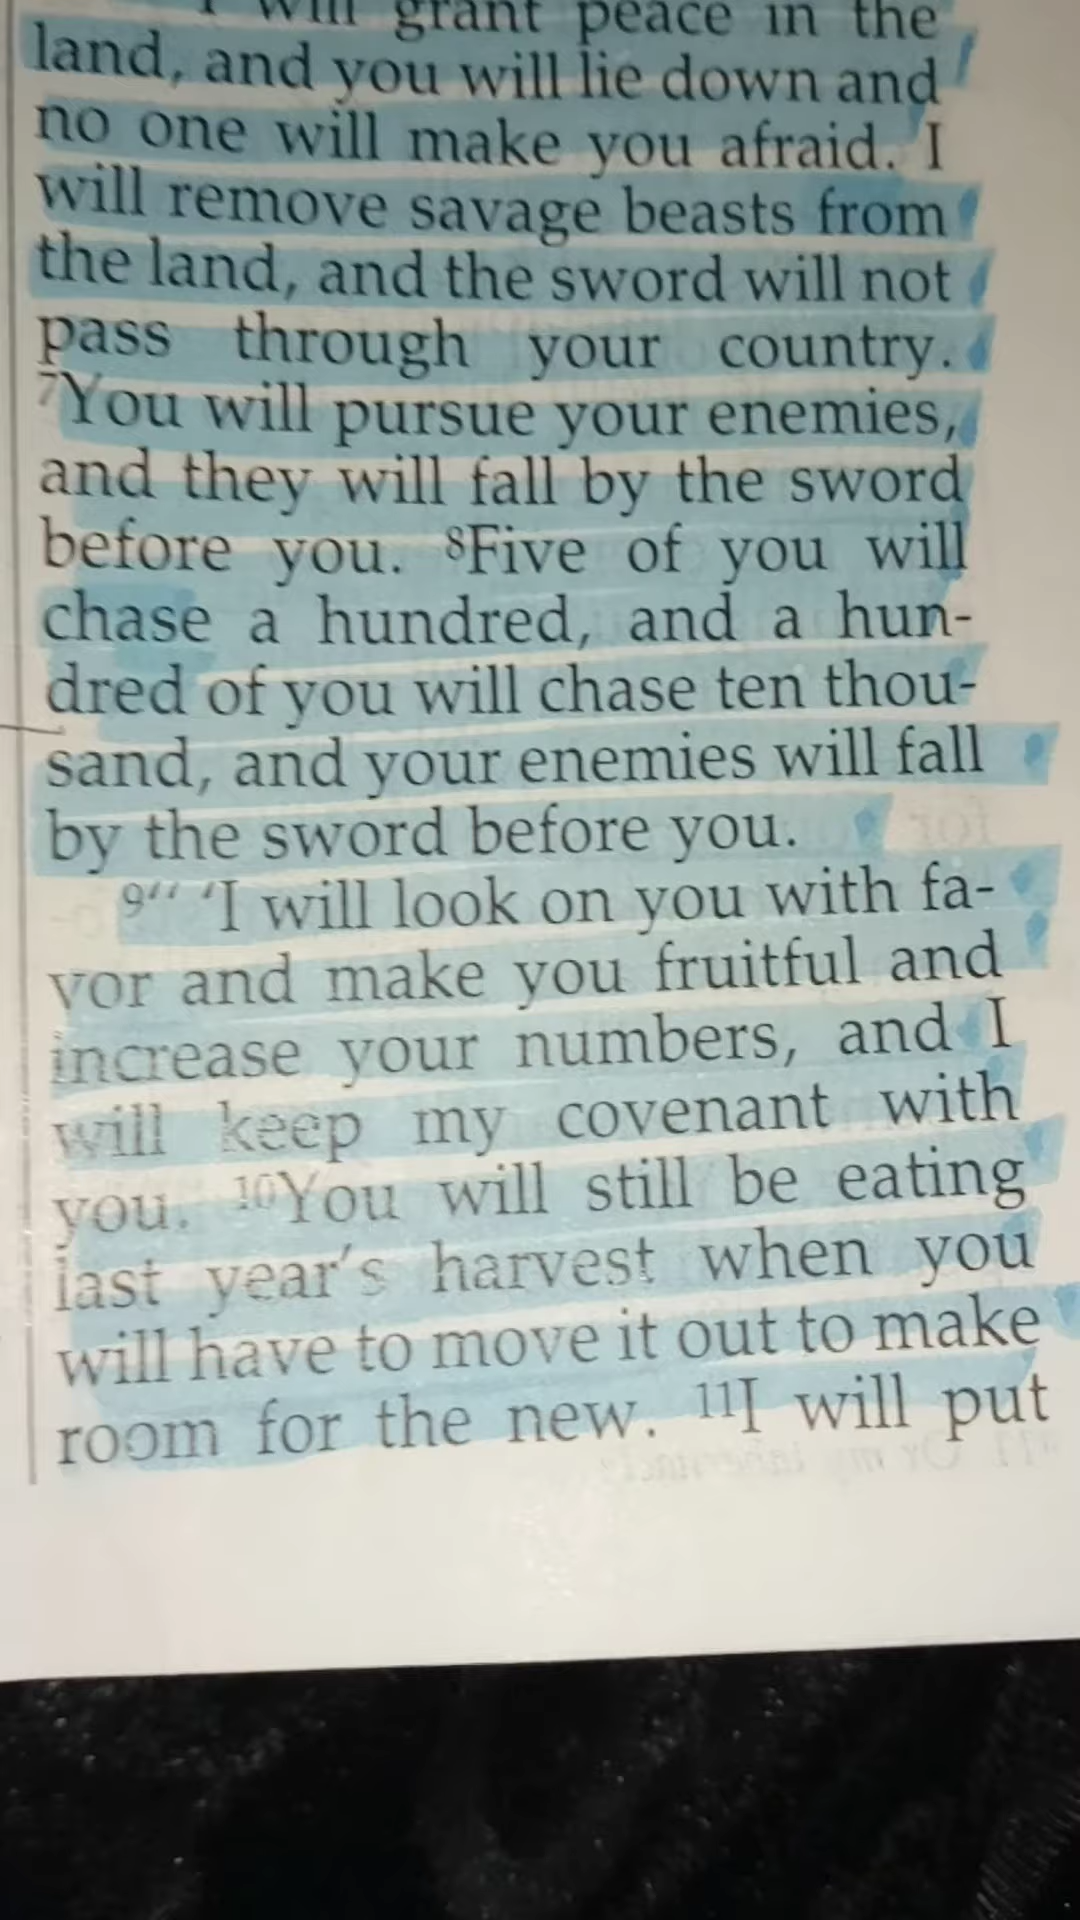 I will grant peace in the
land, and you will lie down and
no one will make you afraid. I
will remove savage beasts from
the land, and the sword will not
pass through your country.
⁷You will pursue your enemies,
and they will fall by the sword
before you. ⁸Five of you will
chase a hundred, and a hun-
dred of you will chase ten thou-
sand, and your enemies will fall
by the sword before you.
⁹“ ‘I will look on you with fa-
vor and make you fruitful and
increase your numbers, and I
will keep my covenant with
you. ¹⁰You will still be eating
last year's harvest when you
will have to move it out to make
room for the new. ¹¹I will put